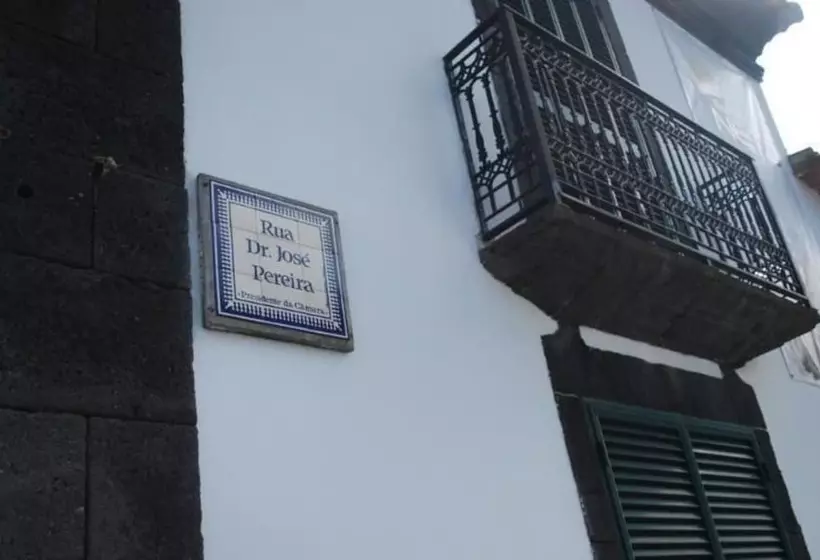 Rua
Dr. José
Pereira
-Presidente da Câmara-